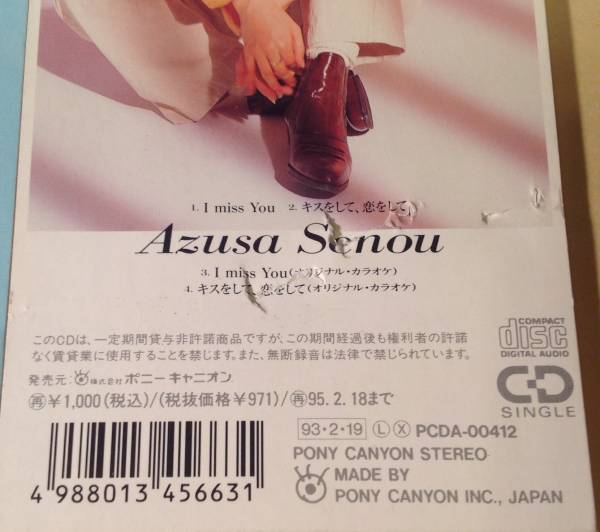 1. I miss You 2. キスをして、恋をして
Azusa Senou
3. I miss You(オリジナル・カラオケ)
4. キスをして、恋をして(オリジナル・カラオケ)
このCDは、一定期間貸与非許諾商品ですが、この期間経過後も権利者の許諾
なく賃貸業に使用することを禁じます。また、無断録音は法律で禁じられています。
発売元:株式会社 ポニーキャニオン
再¥1,000(税込)/(税抜価格¥971)/再95.2.18まで
COMPACT
disc
DIGITAL AUDIO
CD
SINGLE
93・2・19 L X PCDA-00412
PONY CANYON STEREO
MADE BY
PONY CANYON INC., JAPAN
4 988013 456631